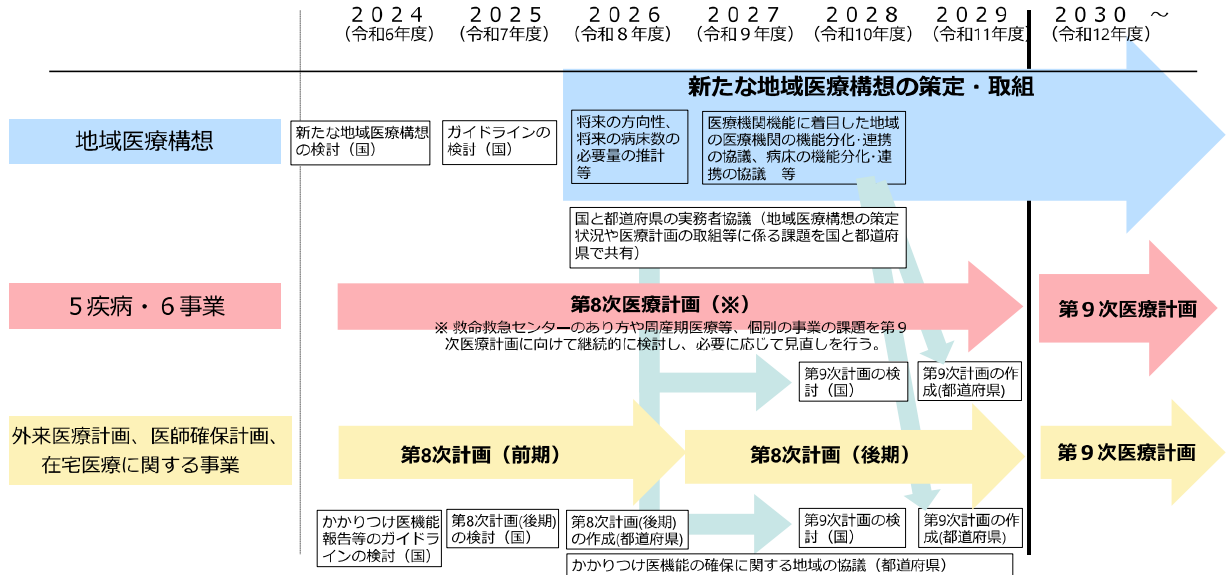 ２０２４ ２０２５ ２０２６ ２０２７ ２０２８ ２０２９ ２０３０ ～
（令和6年度） （令和7年度） （令和８年度） （令和９年度） （令和10年度） （令和11年度） （令和12年度）
新たな地域医療構想の策定・取組
地域医療構想
新たな地域医療構想
の検討（国）
ガイドラインの
検討（国）
将来の方向性、
将来の病床数の
必要量の推計
等
医療機関機能に着目した地域
の医療機関の機能分化･連携
の協議、病床の機能分化･連
携の協議　等
国と都道府県の実務者協議（地域医療構想の策定
状況や医療計画の取組等に係る課題を国と都道府
県で共有）
５疾病・６事業
第8次医療計画（※）
※ 救命救急センターのあり方や周産期医療等、個別の事業の課題を第９
次医療計画に向けて継続的に検討し、必要に応じて見直しを行う。
第９次医療計画
第9次計画の検
討（国）
第9次計画の作
成(都道府県)
外来医療計画、医師確保計画、
在宅医療に関する事業
第8次計画（前期）
第8次計画（後期）
第９次医療計画
かかりつけ医機能
報告等のガイドラ
インの検討（国）
第8次計画(後期)
の検討（国）
第8次計画(後期)
の作成(都道府県)
第9次計画の検
討（国）
第9次計画の作
成(都道府県)
かかりつけ医機能の確保に関する地域の協議（都道府県）